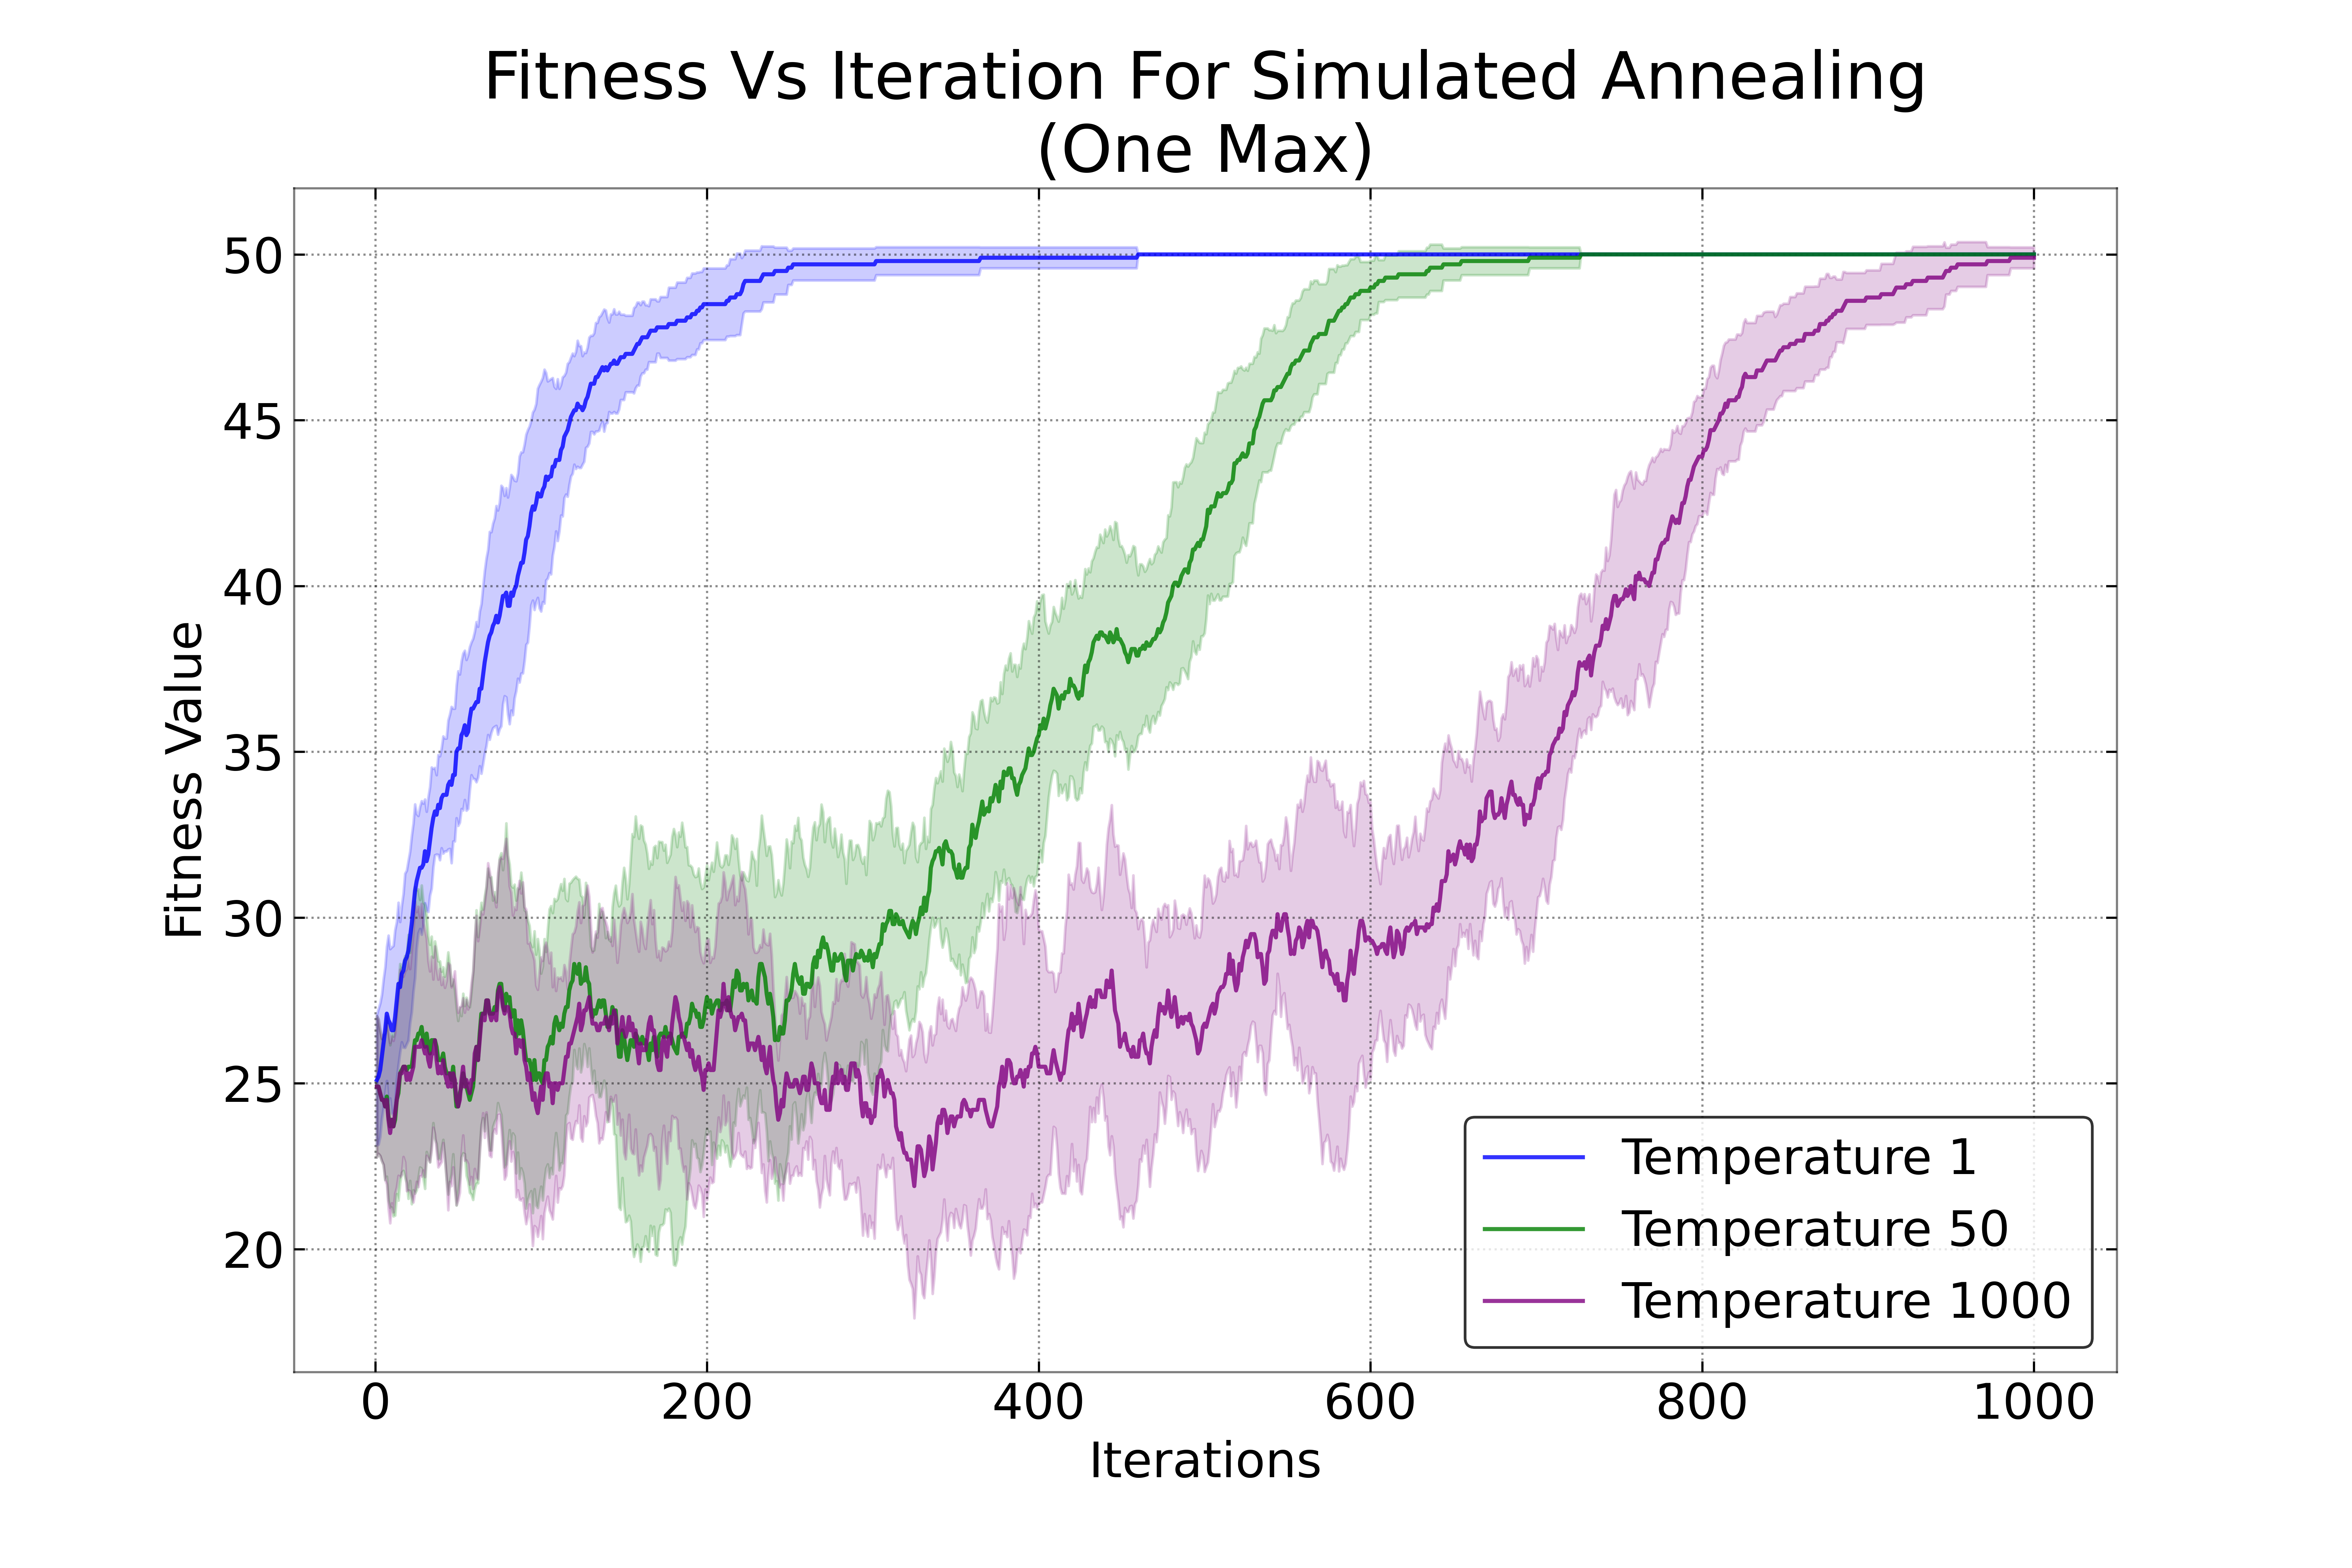 Fitness Vs Iteration For Simulated Annealing
(One Max)
50
45
40
35
30
25
20
Fitness Value
0 200 400 600 800 1000
Iterations
Temperature 1
Temperature 50
Temperature 1000